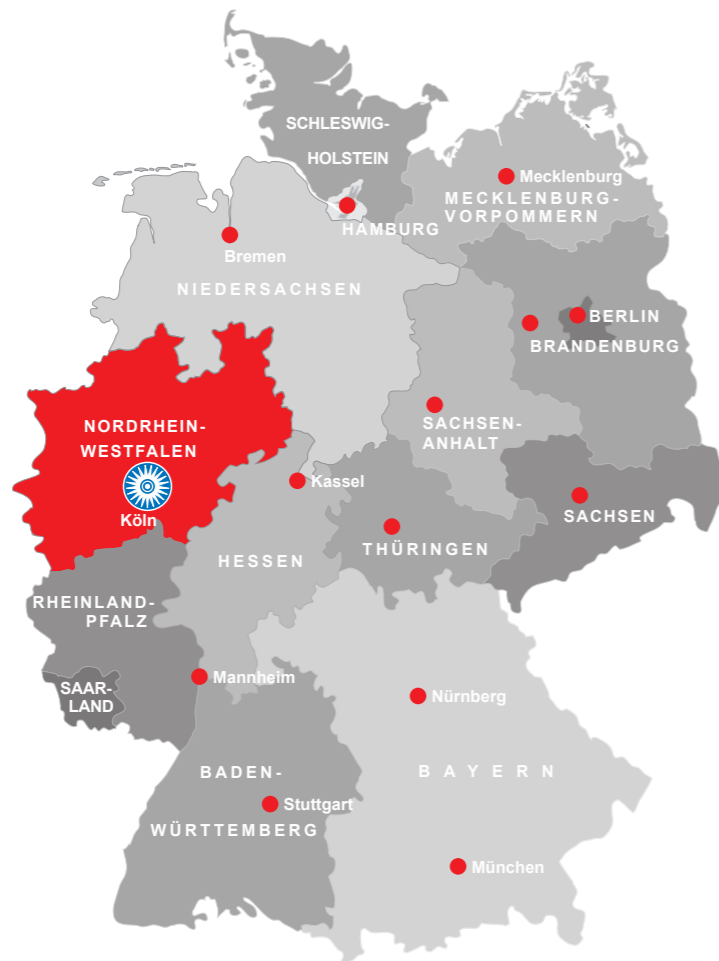 SCHLESWIG-
HOLSTEIN
Mecklenburg
MECKLENBURG-
VORPOMMERN
HAMBURG
Bremen
NIEDERSACHSEN
BERLIN
BRANDENBURG
NORDRHEIN-
WESTFALEN
Köln
SACHSEN-
ANHALT
Kassel
SACHSEN
THÜRINGEN
HESSEN
RHEINLAND-
PFALZ
SAAR-
LAND
Mannheim
Nürnberg
BADEN-
WÜRTTEMBERG
Stuttgart
BAYERN
München